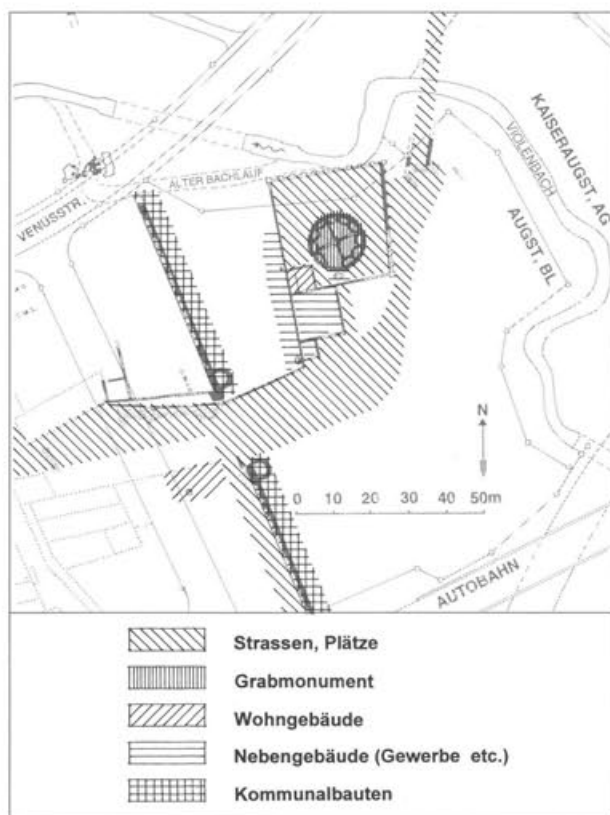 KAISERAUGST, AG
VIOLENBACH
AUGST, BL
ALTER BACHLAUF
VENUSSTR.
N
0 10 20 30 40 50m
AUTOBAHN
Strassen, Plätze
Grabmonument
Wohngebäude
Nebengebäude (Gewerbe etc.)
Kommunalbauten